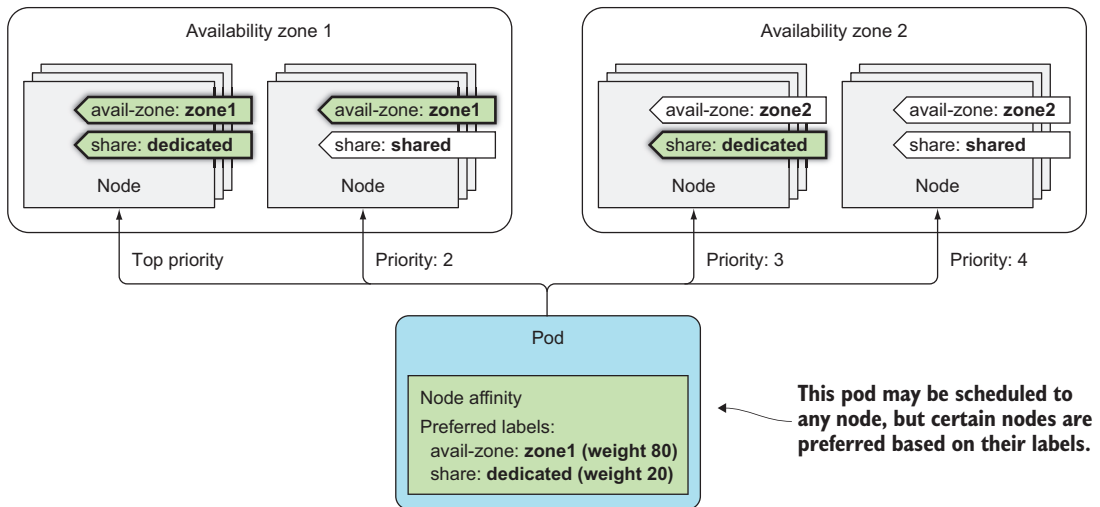 Availability zone 1
avail-zone: zone1
share: dedicated
Node
avail-zone: zone1
share: shared
Node
Availability zone 2
avail-zone: zone2
share: dedicated
Node
avail-zone: zone2
share: shared
Node
Top priority
Priority: 2
Priority: 3
Priority: 4
Pod
Node affinity
Preferred labels:
avail-zone: zone1 (weight 80)
share: dedicated (weight 20)
This pod may be scheduled to
any node, but certain nodes are
preferred based on their labels.